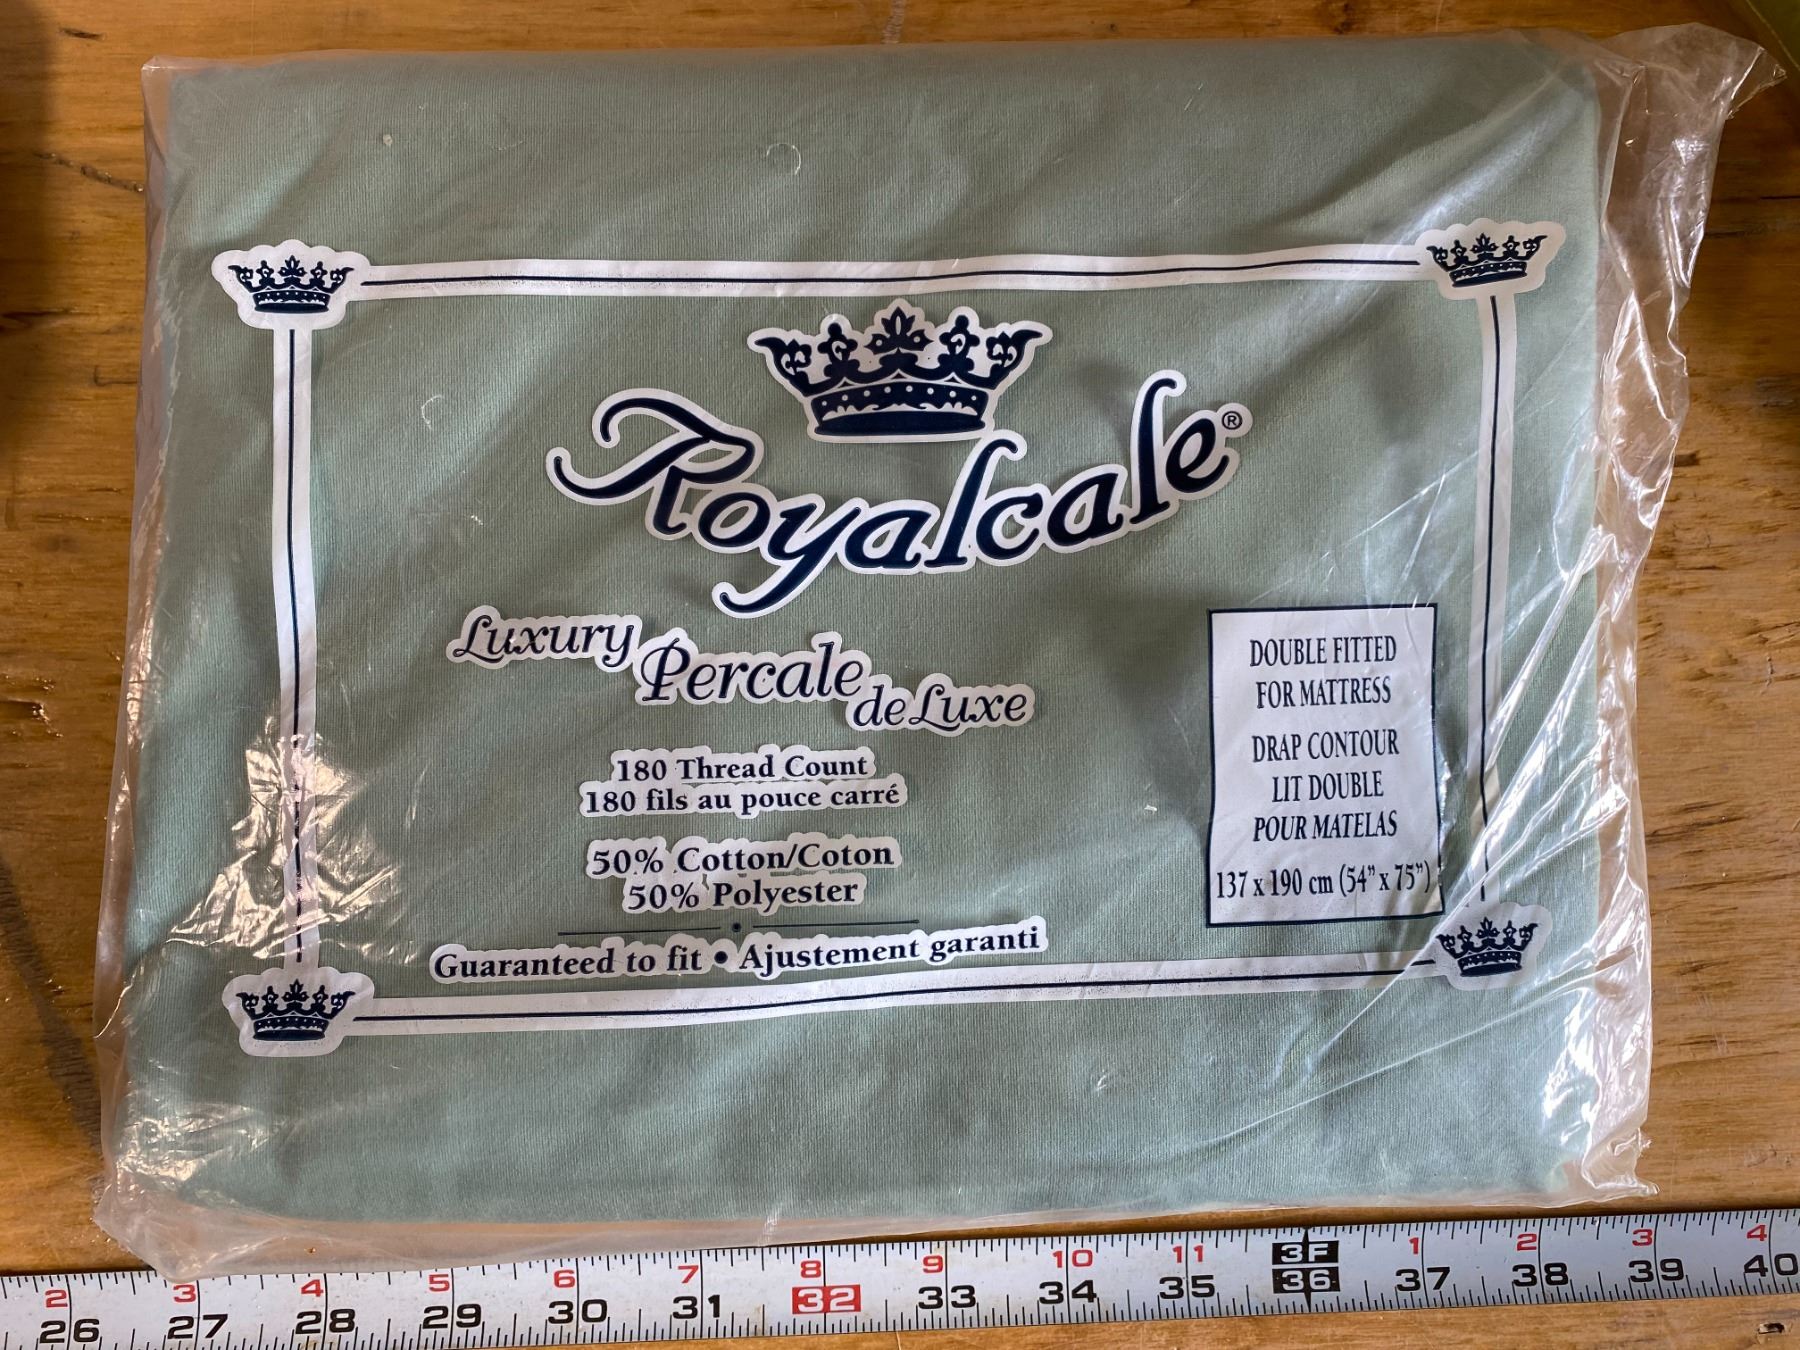 Royalcale®
Luxury Percale de Luxe
180 Thread Count
180 fils au pouce carré
50% Cotton/Coton
50% Polyester
Guaranteed to fit • Ajustement garanti
DOUBLE FITTED
FOR MATTRESS
DRAP CONTOUR
LIT DOUBLE
POUR MATELAS
137 x 190 cm (54” x 75”)
2 3 4 5 6 7 8 9 10 11 3F 1 2 3 4
26 27 28 29 30 31 32 33 34 35 36 37 38 39 40